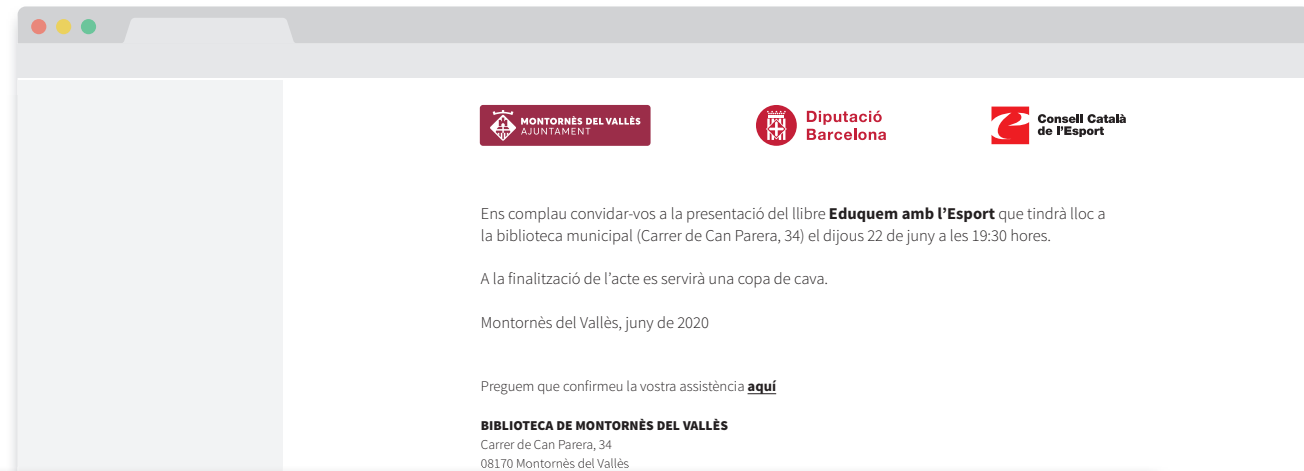 MONTORNÈS DEL VALLÈS
AJUNTAMENT
Diputació
Barcelona
Consell Català
de l'Esport
Ens complau convidar-vos a la presentació del llibre Eduquem amb l’Esport que tindrà lloc a
la biblioteca municipal (Carrer de Can Parera, 34) el dijous 22 de juny a les 19:30 hores.
A la finalització de l’acte es servirà una copa de cava.
Montornès del Vallès, juny de 2020
Preguem que confirmeu la vostra assistència aquí
BIBLIOTECA DE MONTORNÈS DEL VALLÈS
Carrer de Can Parera, 34
08170 Montornès del Vallès